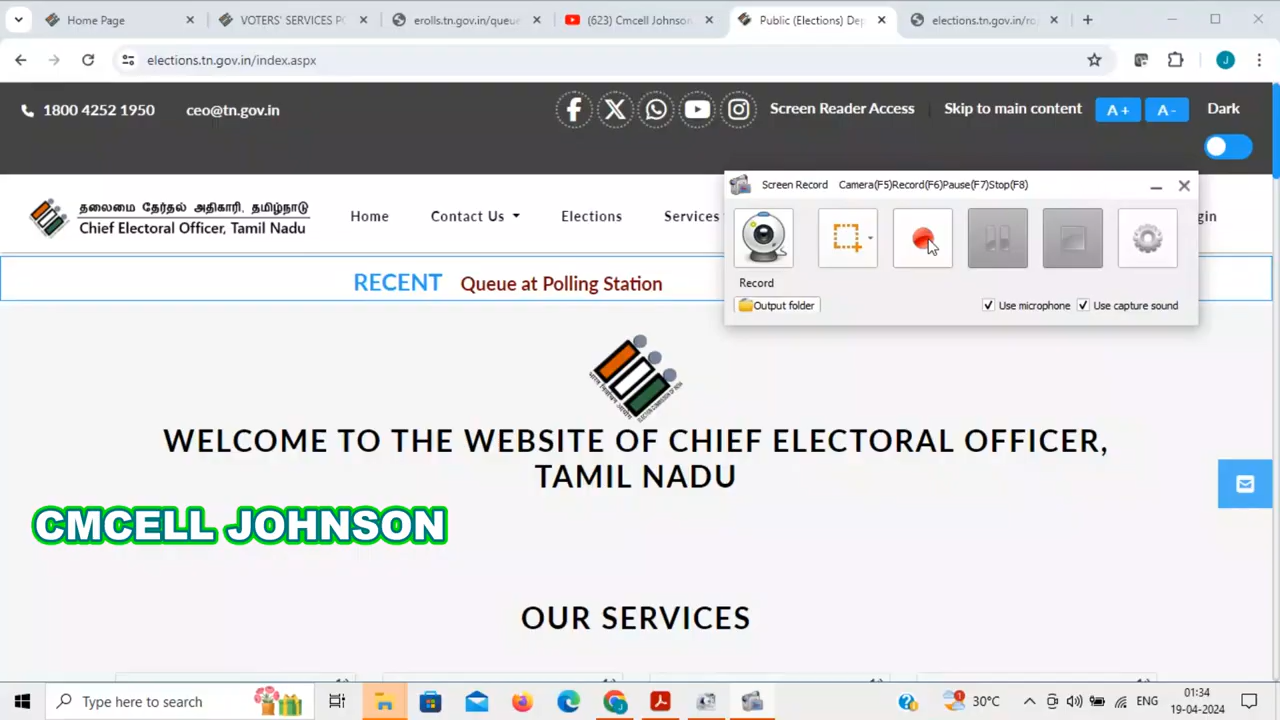 Home Page
VOTERS' SERVICES PO
erolls.tn.gov.in/queue
(623) Cmcell Johnson
Public (Elections) Dep
elections.tn.gov.in/ro
elections.tn.gov.in/index.aspx
J
1800 4252 1950
ceo@tn.gov.in
Screen Reader Access
Skip to main content
A +
A -
Dark
Screen Record
Camera(F5)Record(F6)Pause(F7)Stop(F8)
தலைமை தேர்தல் அதிகாரி, தமிழ்நாடு
Chief Electoral Officer, Tamil Nadu
Home
Contact Us
Elections
Services
gin
RECENT
Queue at Polling Station
Record
Output folder
Use microphone
Use capture sound
WELCOME TO THE WEBSITE OF CHIEF ELECTORAL OFFICER,
TAMIL NADU
CMCELL JOHNSON
OUR SERVICES
Type here to search
30°C
ENG
01:34
19-04-2024